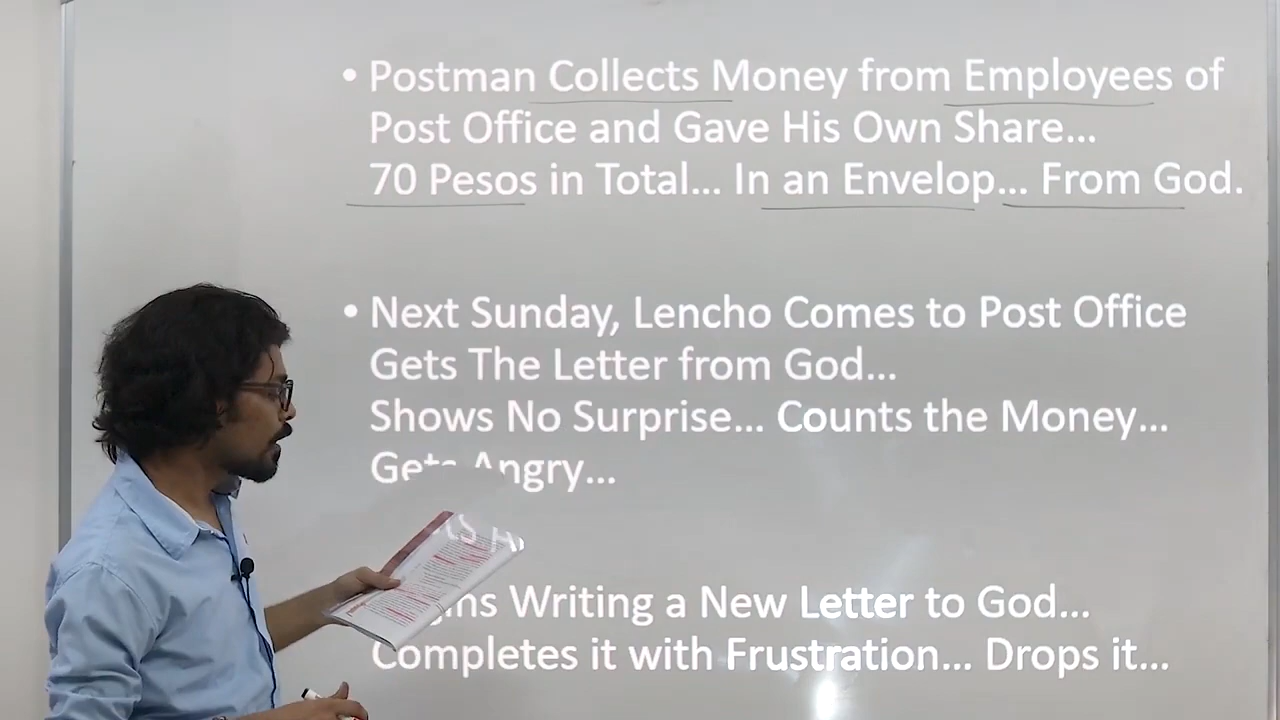 • Postman Collects Money from Employees of
Post Office and Gave His Own Share...
70 Pesos in Total... In an Envelop... From God.
• Next Sunday, Lencho Comes to Post Office
Gets The Letter from God...
Shows No Surprise... Counts the Money...
Gets Angry...
Writing a New Letter to God...
Completes it with Frustration... Drops it...